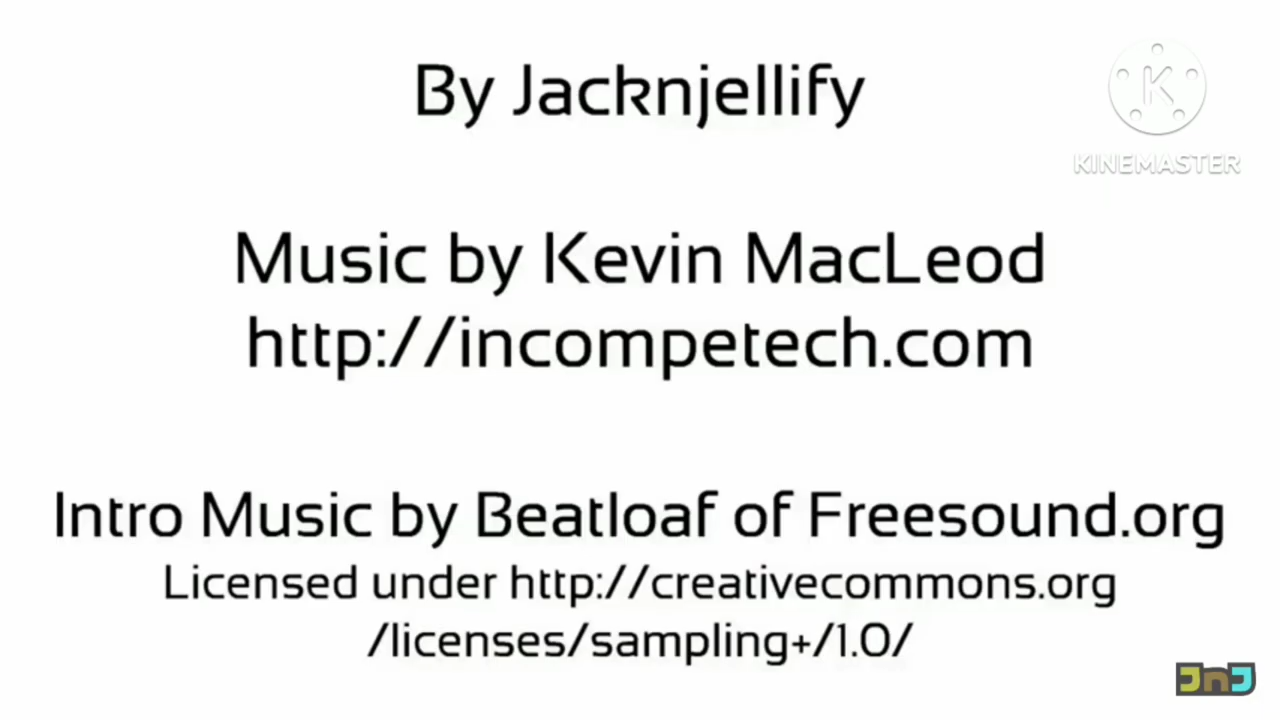 By Jacknjellify
KINEMASTER
Music by Kevin MacLeod
http://incompetech.com
Intro Music by Beatloaf of Freesound.org
Licensed under http://creativecommons.org
/licenses/sampling+/1.0/
JnJ